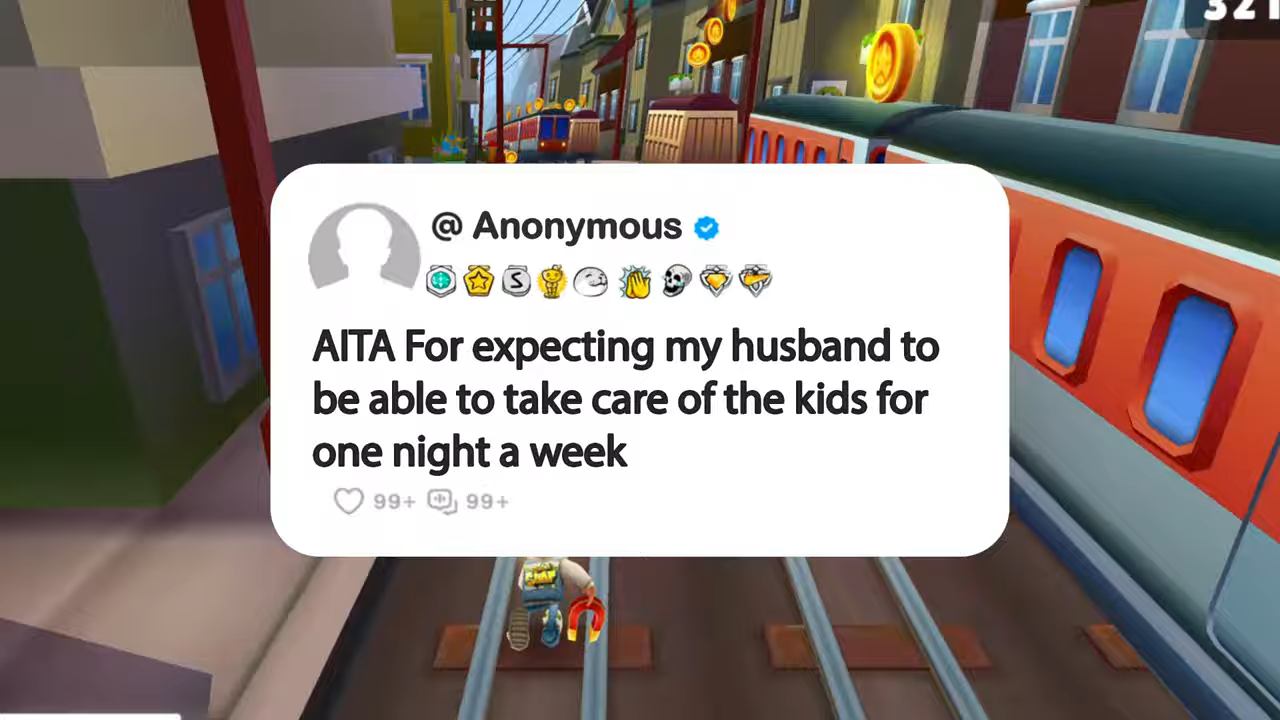 321
@ Anonymous
S
AITA For expecting my husband to
be able to take care of the kids for
one night a week
99+ 99+